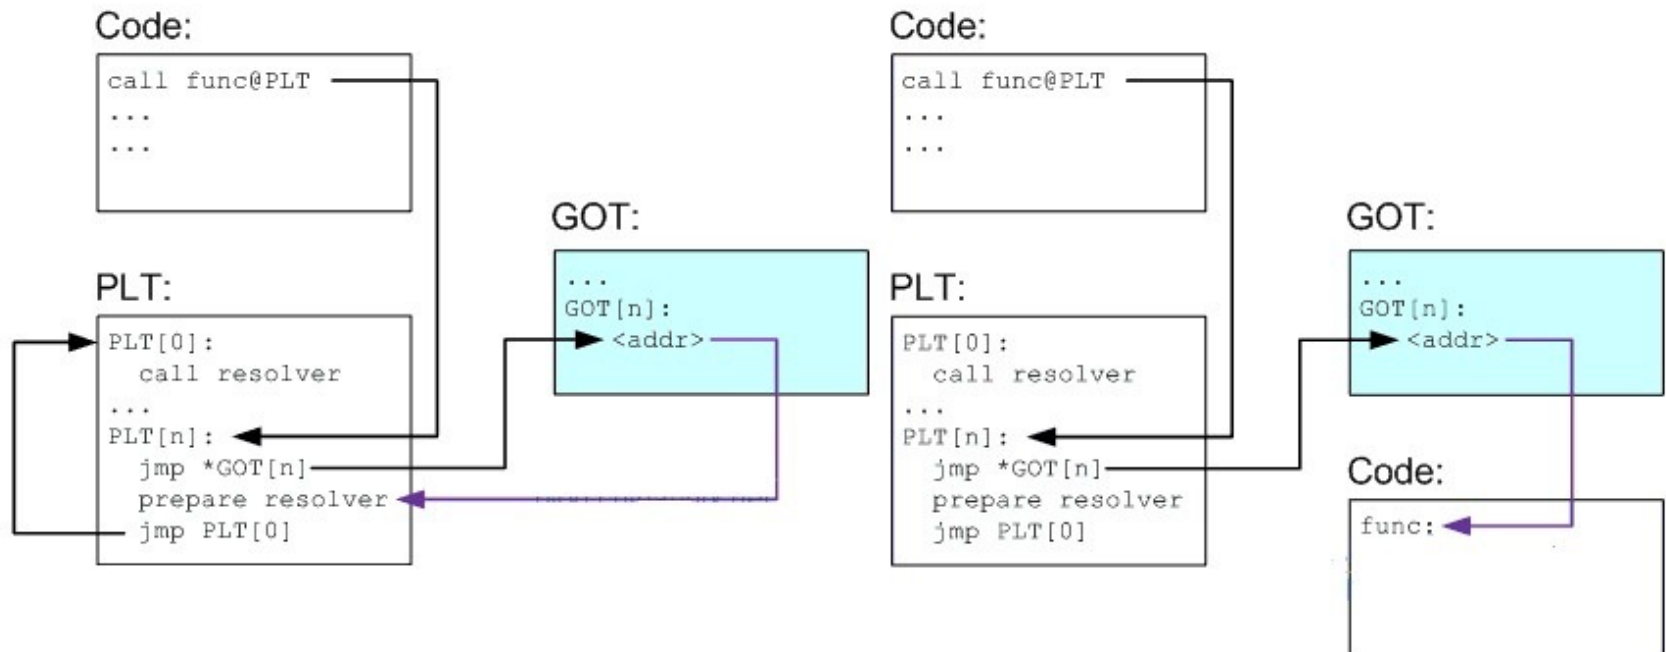 Code:
call func@PLT
...
...
PLT:
PLT[0]:
call resolver
...
PLT[n]:
jmp *GOT[n]
prepare resolver
jmp PLT[0]
GOT:
...
GOT[n]:
<addr>
Code:
call func@PLT
...
...
PLT:
PLT[0]:
call resolver
...
PLT[n]:
jmp *GOT[n]
prepare resolver
jmp PLT[0]
GOT:
...
GOT[n]:
<addr>
Code:
func: